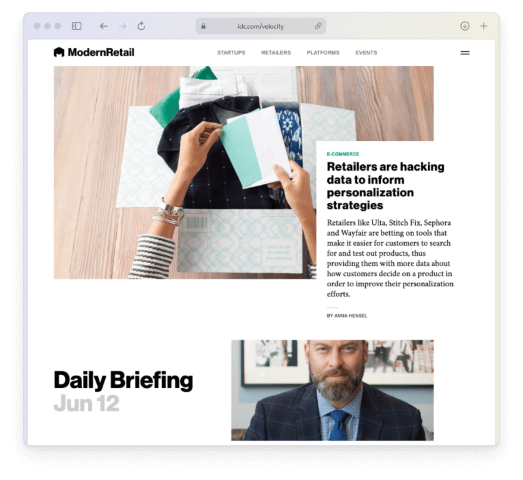 idc.com/velocity
ModernRetail
STARTUPS RETAILERS PLATFORMS EVENTS
E-COMMERCE
Retailers are hacking
data to inform
personalization
strategies
Retailers like Ulta, Stitch Fix, Sephora
and Wayfair are betting on tools that
make it easier for customers to search
for and test out products, thus
providing them with more data about
how customers decide on a product in
order to improve their personalization
efforts.
BY ANNA HENSEL
Daily Briefing
Jun 12